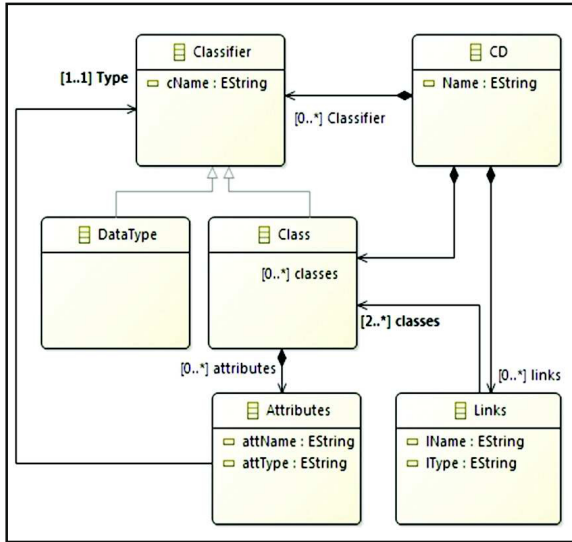 Classifier
CD
[1..1] Type
cName : EString
Name : EString
[0..*] Classifier
DataType
Class
[0..*] classes
[2..*] classes
[0..*] attributes
[0..*] links
Attributes
Links
attName : EString
lName : EString
attType : EString
lType : EString